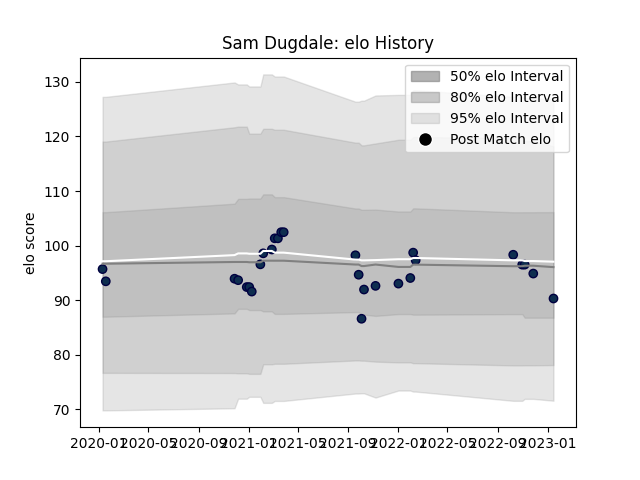 Sam Dugdale: elo History
50% elo Interval
80% elo Interval
95% elo Interval
Post Match elo
elo score
130
120
110
100
90
80
70
2020-01 2020-05 2020-09 2021-01 2021-05 2021-09 2022-01 2022-05 2022-09 2023-01